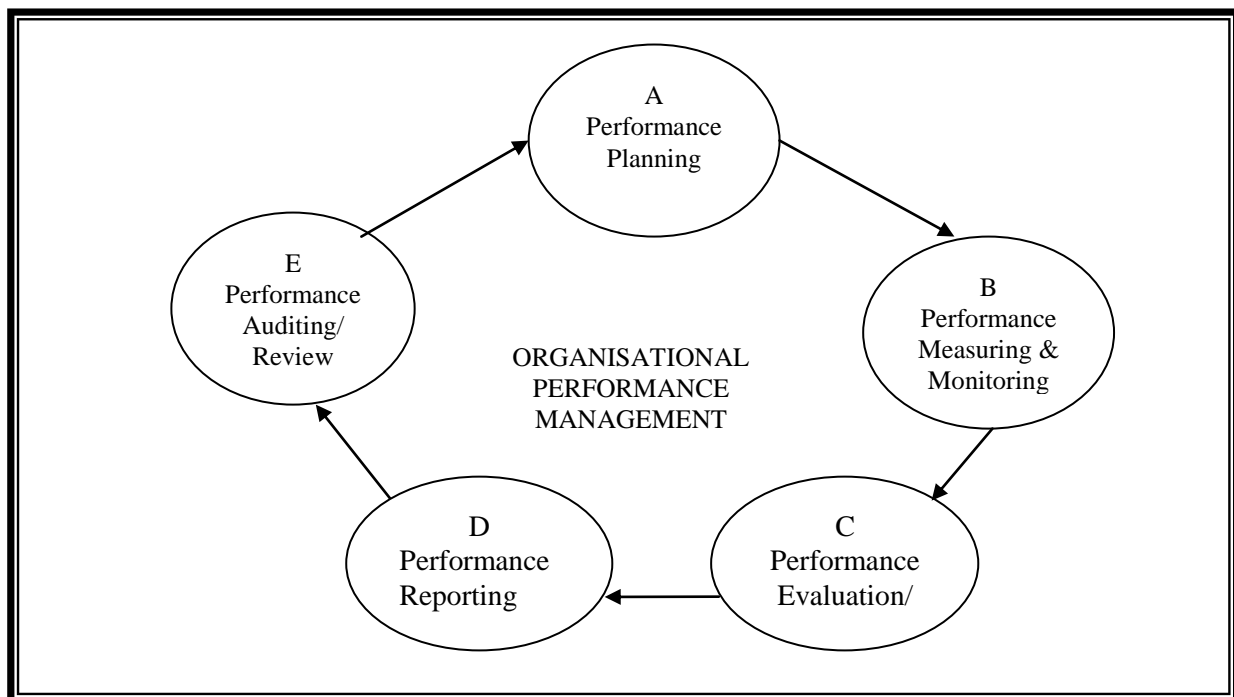 A
Performance
Planning
B
Performance
Measuring &
Monitoring
C
Performance
Evaluation/
D
Performance
Reporting
E
Performance
Auditing/
Review
ORGANISATIONAL
PERFORMANCE
MANAGEMENT